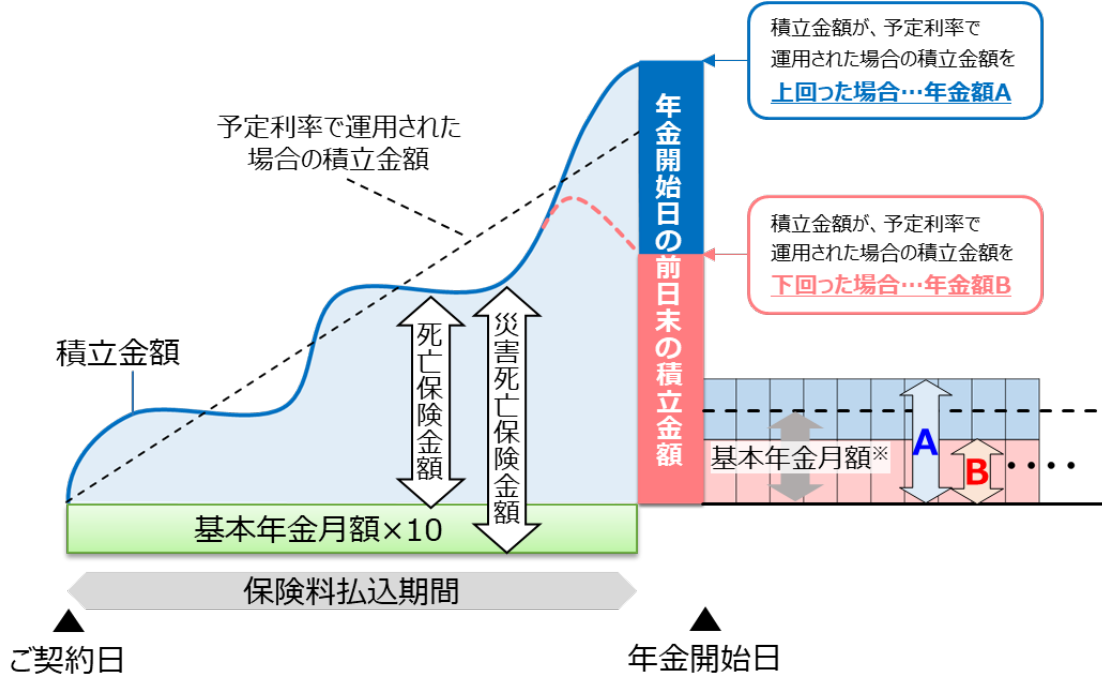 積立金額が、予定利率で
運用された場合の積立金額を
上回った場合…年金額A
予定利率で運用された
場合の積立金額
年金開始日の前日末の積立金額
積立金額が、予定利率で
運用された場合の積立金額を
下回った場合…年金額B
積立金額
死亡保険金額
災害死亡保険金額
基本年金月額※
A
B
基本年金月額×10
保険料払込期間
ご契約日
年金開始日